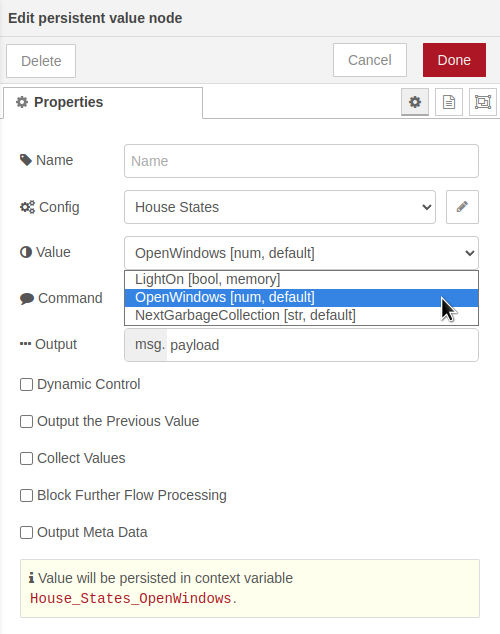 Edit persistent value node
Delete
Cancel
Done
Properties
Name
Name
Config
House States
Value
OpenWindows [num, default]
LightOn [bool, memory]
OpenWindows [num, default]
NextGarbageCollection [str, default]
Command
Output
msg. payload
Dynamic Control
Output the Previous Value
Collect Values
Block Further Flow Processing
Output Meta Data
Value will be persisted in context variable
House_States_OpenWindows.